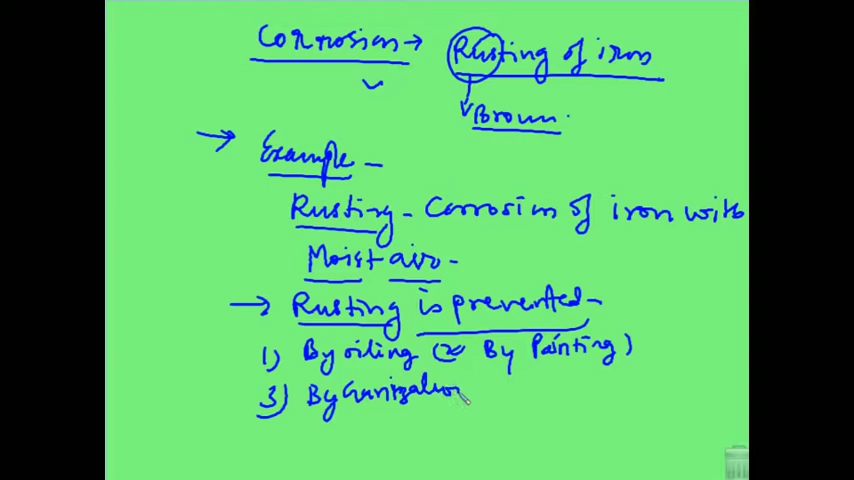 Corrosion → Rusting of iron
Brown.
→ Example -
Rusting - Corrosion of iron with
Moist air -
→ Rusting is prevented -
1) By oiling (2) By Painting)
3) By